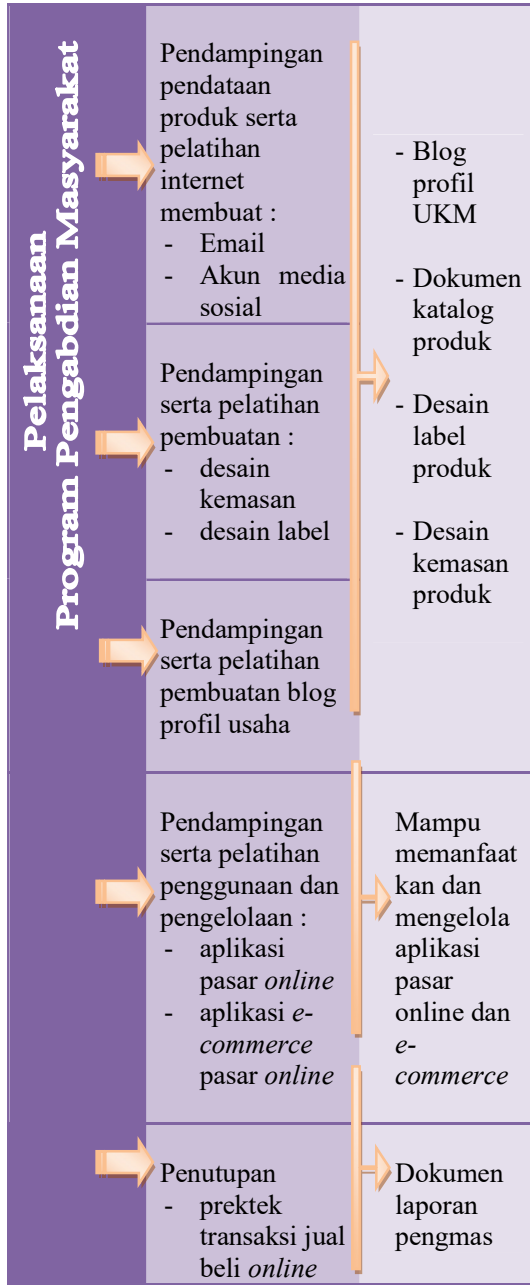 Pelaksanaan
Program Pengabdian Masyarakat
Pendampingan
pendataan
produk serta
pelatihan
internet
membuat :
- Email
- Akun media
sosial
Pendampingan
serta pelatihan
pembuatan :
- desain
kemasan
- desain label
Pendampingan
serta pelatihan
pembuatan blog
profil usaha
- Blog
profil
UKM
- Dokumen
katalog
produk
- Desain
label
produk
- Desain
kemasan
produk
Pendampingan
serta pelatihan
penggunaan dan
pengelolaan :
- aplikasi
pasar online
- aplikasi e-
commerce
pasar online
Mampu
memanfaat
kan dan
mengelola
aplikasi
pasar
online dan
e-
commerce
Penutupan
- prektek
transaksi jual
beli online
Dokumen
laporan
pengmas